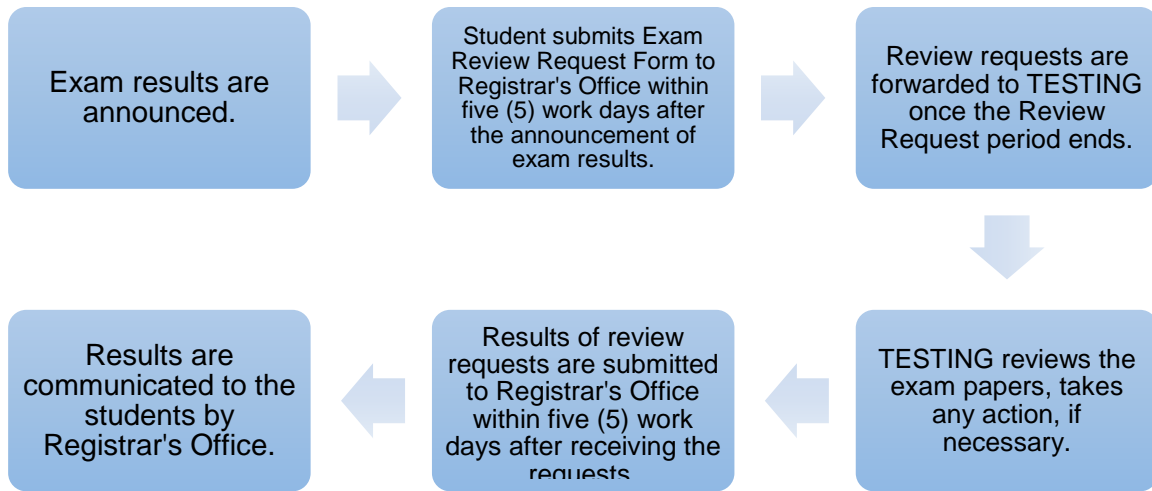 Exam results are
announced.
Student submits Exam
Review Request Form to
Registrar's Office within
five (5) work days after
the announcement of
exam results.
Review requests are
forwarded to TESTING
once the Review
Request period ends.
TESTING reviews the
exam papers, takes
any action, if
necessary.
Results of review
requests are submitted
to Registrar's Office
within five (5) work
days after receiving the
requests.
Results are
communicated to the
students by
Registrar's Office.